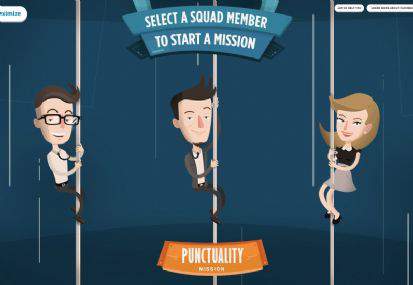 SELECT A SQUAD MEMBER
TO START A MISSION
PUNCTUALITY
MISSION